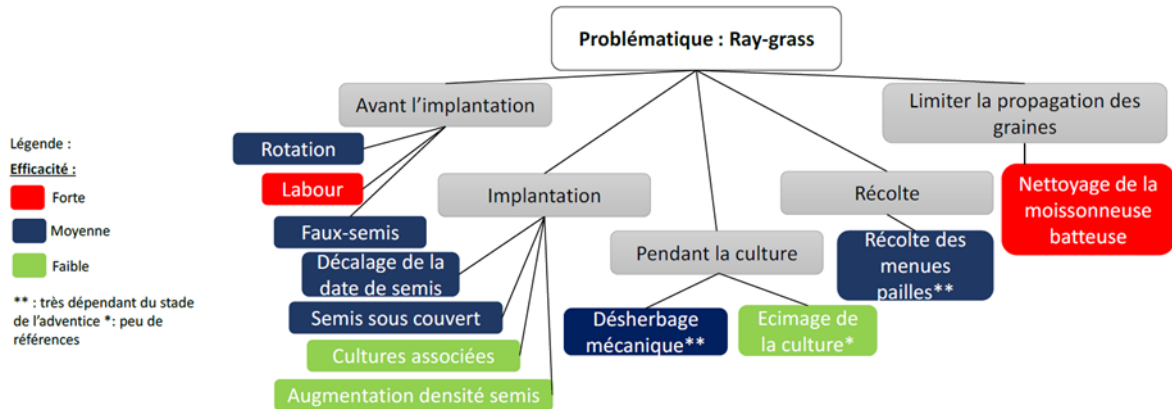 Problématique : Ray-grass
Avant l’implantation
Limiter la propagation des
graines
Légende :
Efficacité :
Forte
Moyenne
Faible
** : très dépendant du stade
de l’adventice *: peu de
références
Rotation
Labour
Faux-semis
Implantation
Décalage de la
date de semis
Semis sous couvert
Cultures associées
Augmentation densité semis
Pendant la culture
Désherbage
mécanique**
Ecimage de
la culture*
Récolte
Récolte des
menues
pailles**
Nettoyage de la
moissonneuse
batteuse